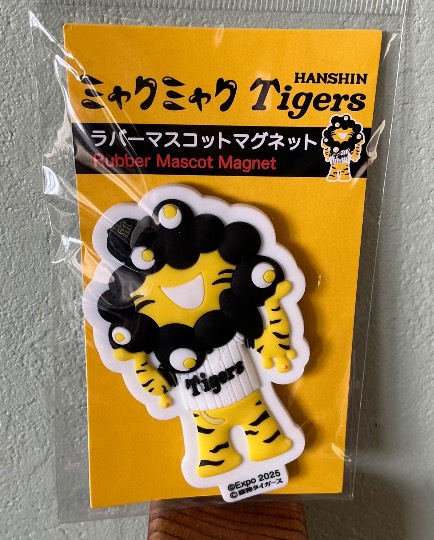 HANSHIN
ミャクミャク Tigers
ラバーマスコットマグネット
Rubber Mascot Magnet
Tigers
©Expo 2025
©阪神タイガース